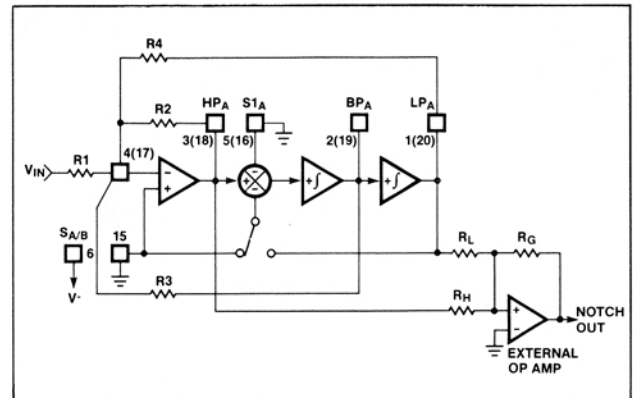 R4
R2 HPA S1A BPA LPA
3(18) 5(16) 2(19) 1(20)
4(17)
VIN R1
- + + - - +∫ +∫
SA/B 6 15
V-
R3
RL RG
RH
+ -
NOTCH
OUT
EXTERNAL
OP AMP